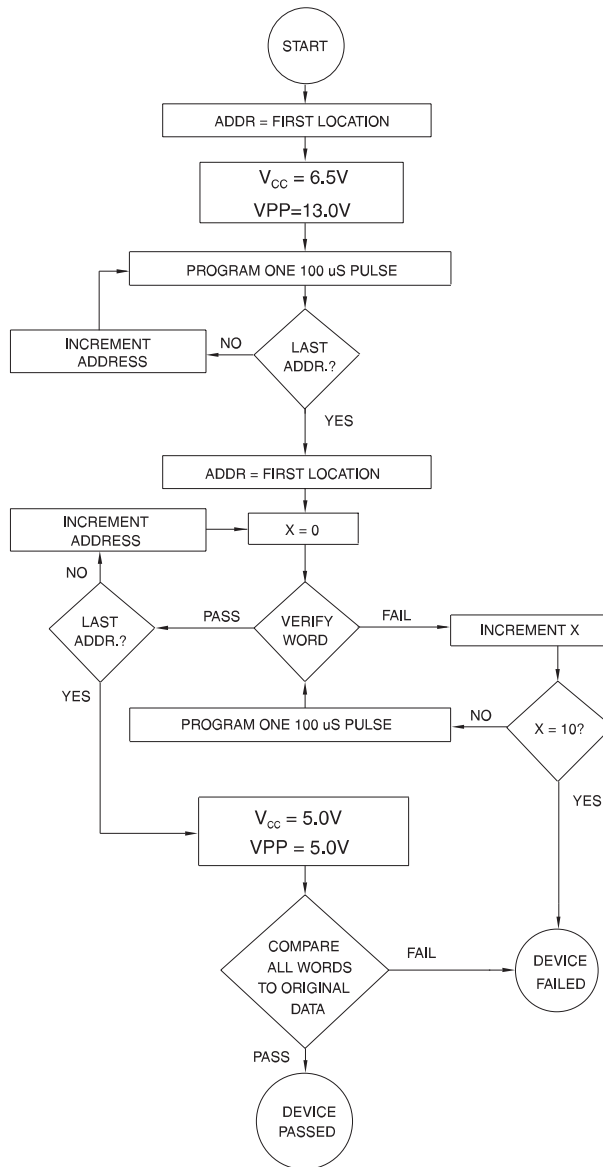 START
ADDR = FIRST LOCATION
VCC = 6.5V
VPP=13.0V
PROGRAM ONE 100 uS PULSE
INCREMENT
ADDRESS
NO
LAST
ADDR.?
YES
ADDR = FIRST LOCATION
INCREMENT
ADDRESS
X = 0
NO
LAST
ADDR.?
PASS
VERIFY
WORD
FAIL
INCREMENT X
YES
PROGRAM ONE 100 uS PULSE
NO
X = 10?
YES
VCC = 5.0V
VPP = 5.0V
COMPARE
ALL WORDS
TO ORIGINAL
DATA
FAIL
DEVICE
FAILED
PASS
DEVICE
PASSED